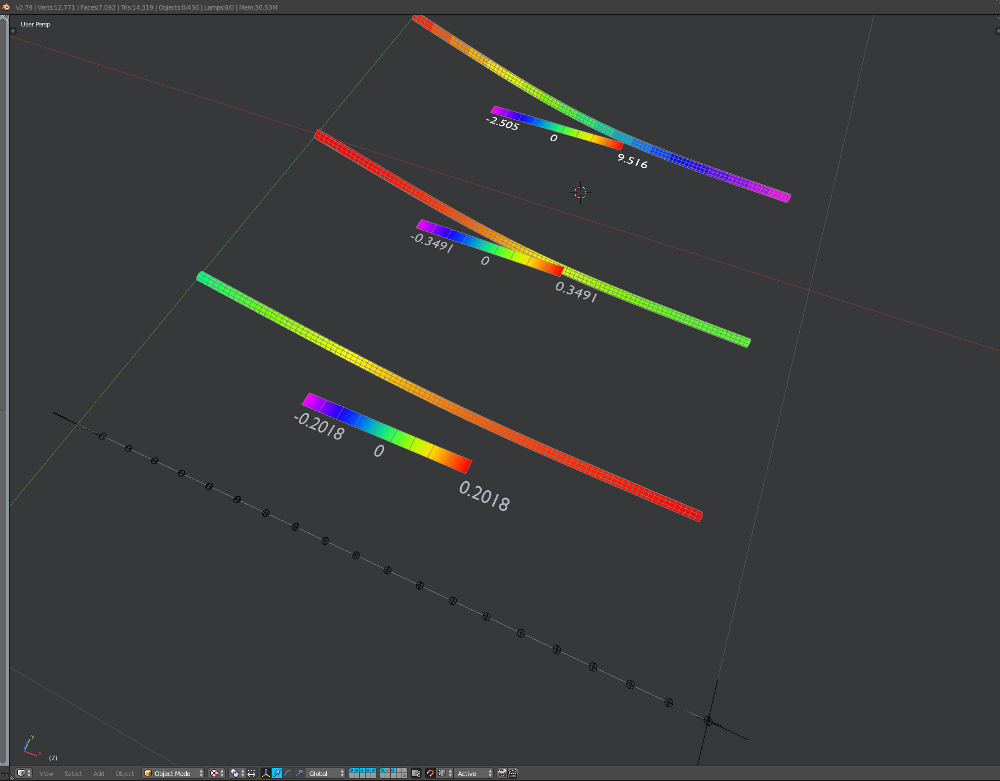 v2.79 | Verts:12,771 | Faces:7,092 | Tris:14,319 | Objects:0/436 | Lamps:0/0 | Mem:30.53M
User Persp
-2.505
0
9.516
-0.3491
0
0.3491
-0.2018
0
0.2018
y
x
(2)
View Select Add Object Object Mode Global Active